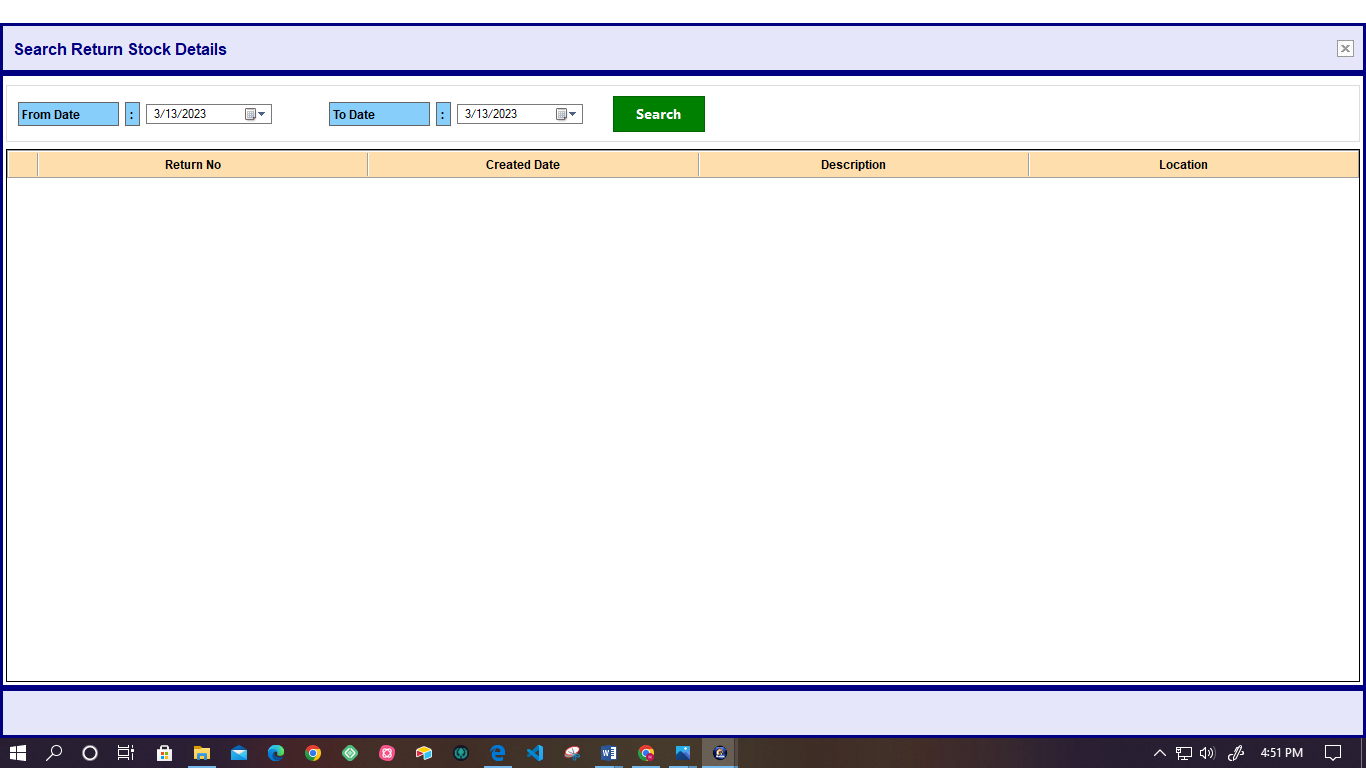 Search Return Stock Details
From Date : 3/13/2023 To Date : 3/13/2023 Search
Return No Created Date Description Location
4:51 PM